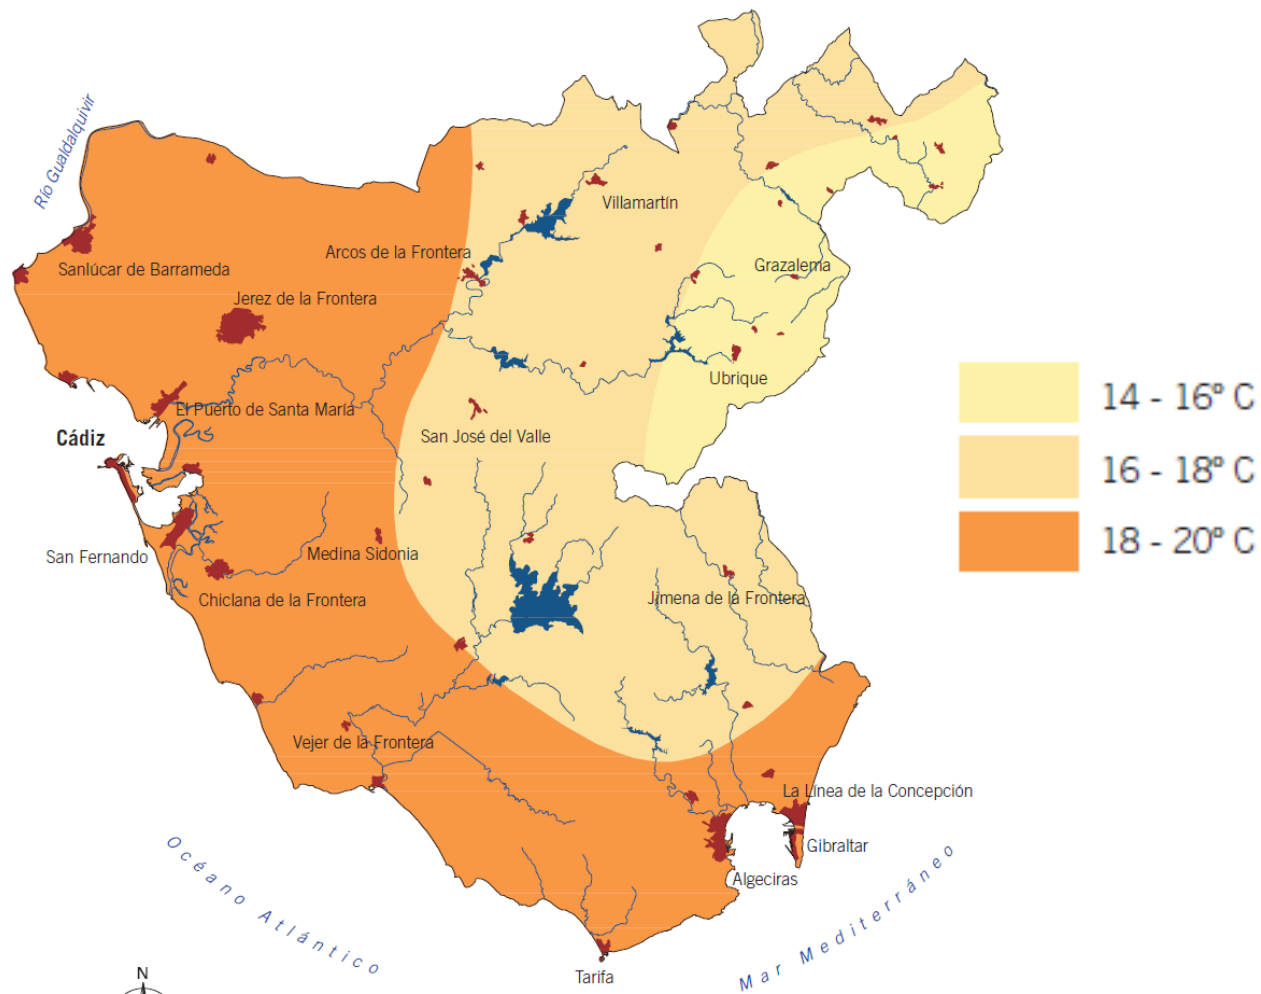 Río Gualdalquivir
Villamartín
Arcos de la Frontera
Grazalema
Sanlúcar de Barrameda
Jerez de la Frontera
Ubrique
14 - 16º C
El Puerto de Santa María
Cádiz
San José del Valle
16 - 18º C
18 - 20º C
San Fernando
Medina Sidonia
Chiclana de la Frontera
Jimena de la Frontera
Vejer de la Frontera
La Línea de la Concepción
Gibraltar
Algeciras
Océano Atlántico
Mar Mediterráneo
Tarifa
N